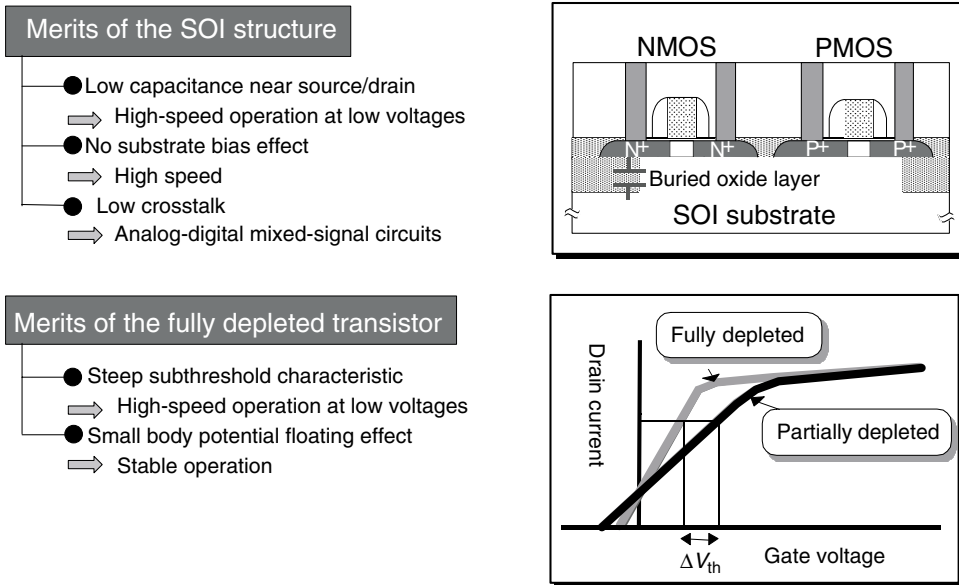 Merits of the SOI structure
Low capacitance near source/drain
High-speed operation at low voltages
No substrate bias effect
High speed
Low crosstalk
Analog-digital mixed-signal circuits
NMOS PMOS
N+ N+ P+ P+
Buried oxide layer
SOI substrate
Merits of the fully depleted transistor
Steep subthreshold characteristic
High-speed operation at low voltages
Small body potential floating effect
Stable operation
Drain current
Fully depleted
Partially depleted
ΔVth
Gate voltage